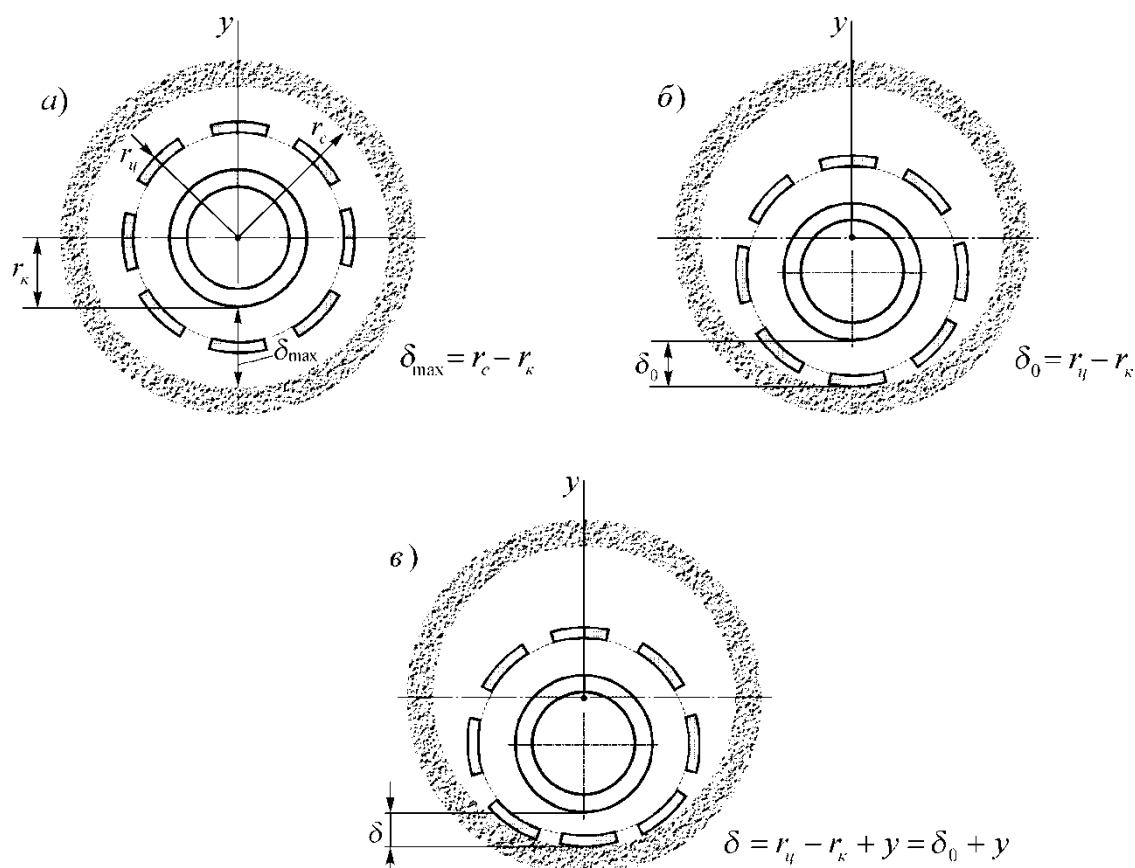 y
а)
r_ц
r_с
r_к
δ_max
δ_max = r_с − r_к
y
б)
δ_0
δ_0 = r_ц − r_к
y
в)
δ
δ = r_ц − r_к + y = δ_0 + y